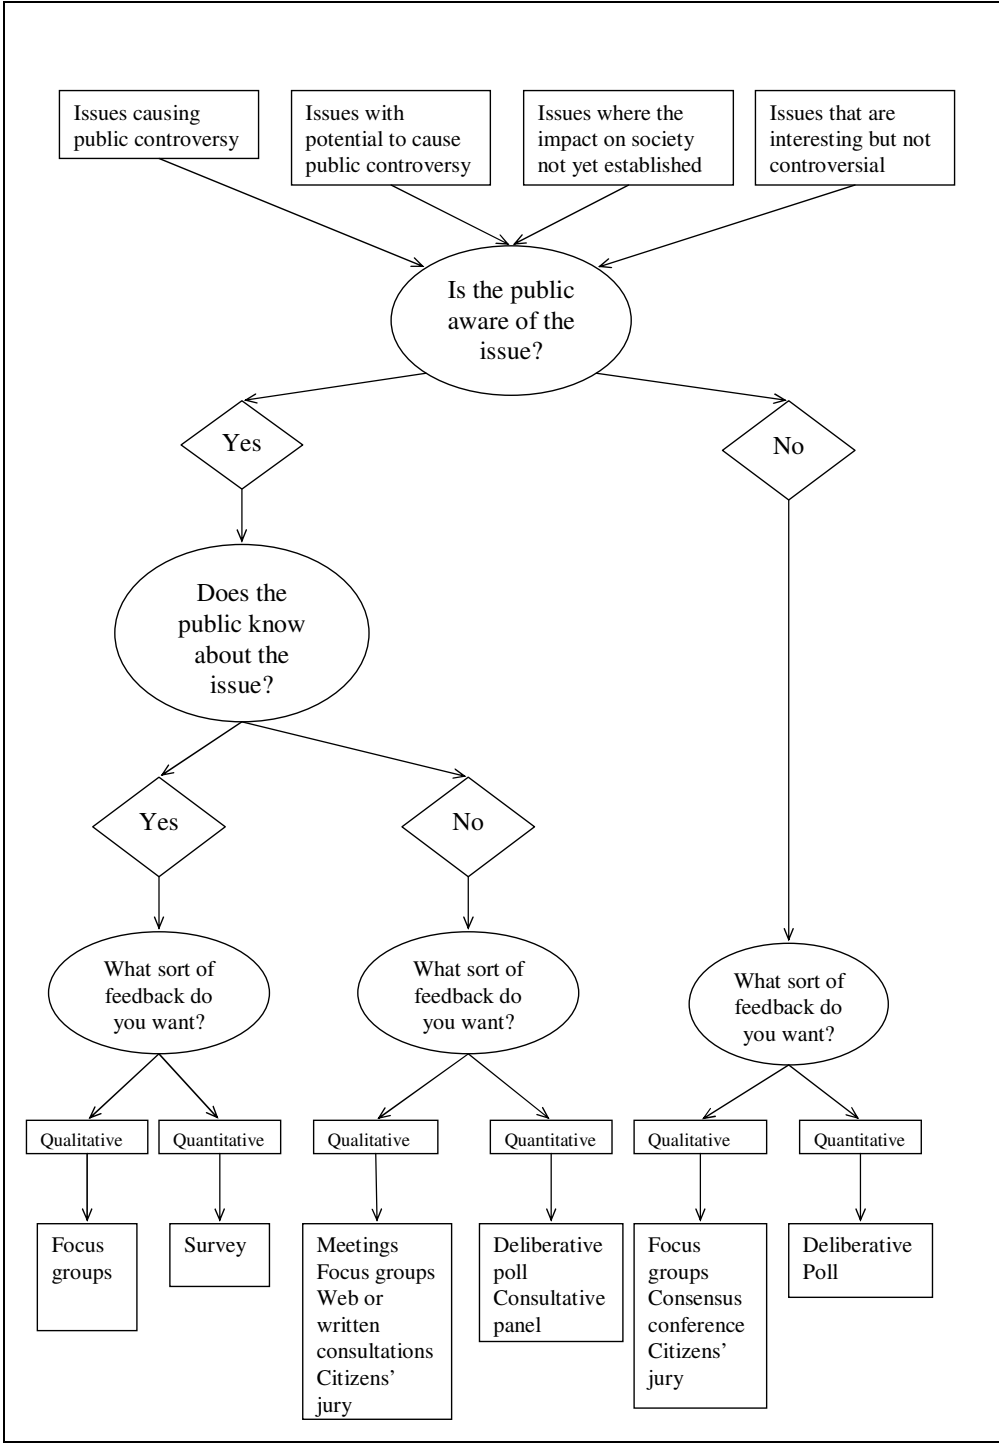 Issues causing
public controversy
Issues with
potential to cause
public controversy
Issues where the
impact on society
not yet established
Issues that are
interesting but not
controversial
Is the public
aware of the
issue?
Yes
No
Does the
public know
about the
issue?
Yes
No
What sort of
feedback do
you want?
What sort of
feedback do
you want?
What sort of
feedback do
you want?
Qualitative
Quantitative
Qualitative
Quantitative
Qualitative
Quantitative
Focus
groups
Survey
Meetings
Focus groups
Web or
written
consultations
Citizens’
jury
Deliberative
poll
Consultative
panel
Focus
groups
Consensus
conference
Citizens’
jury
Deliberative
Poll